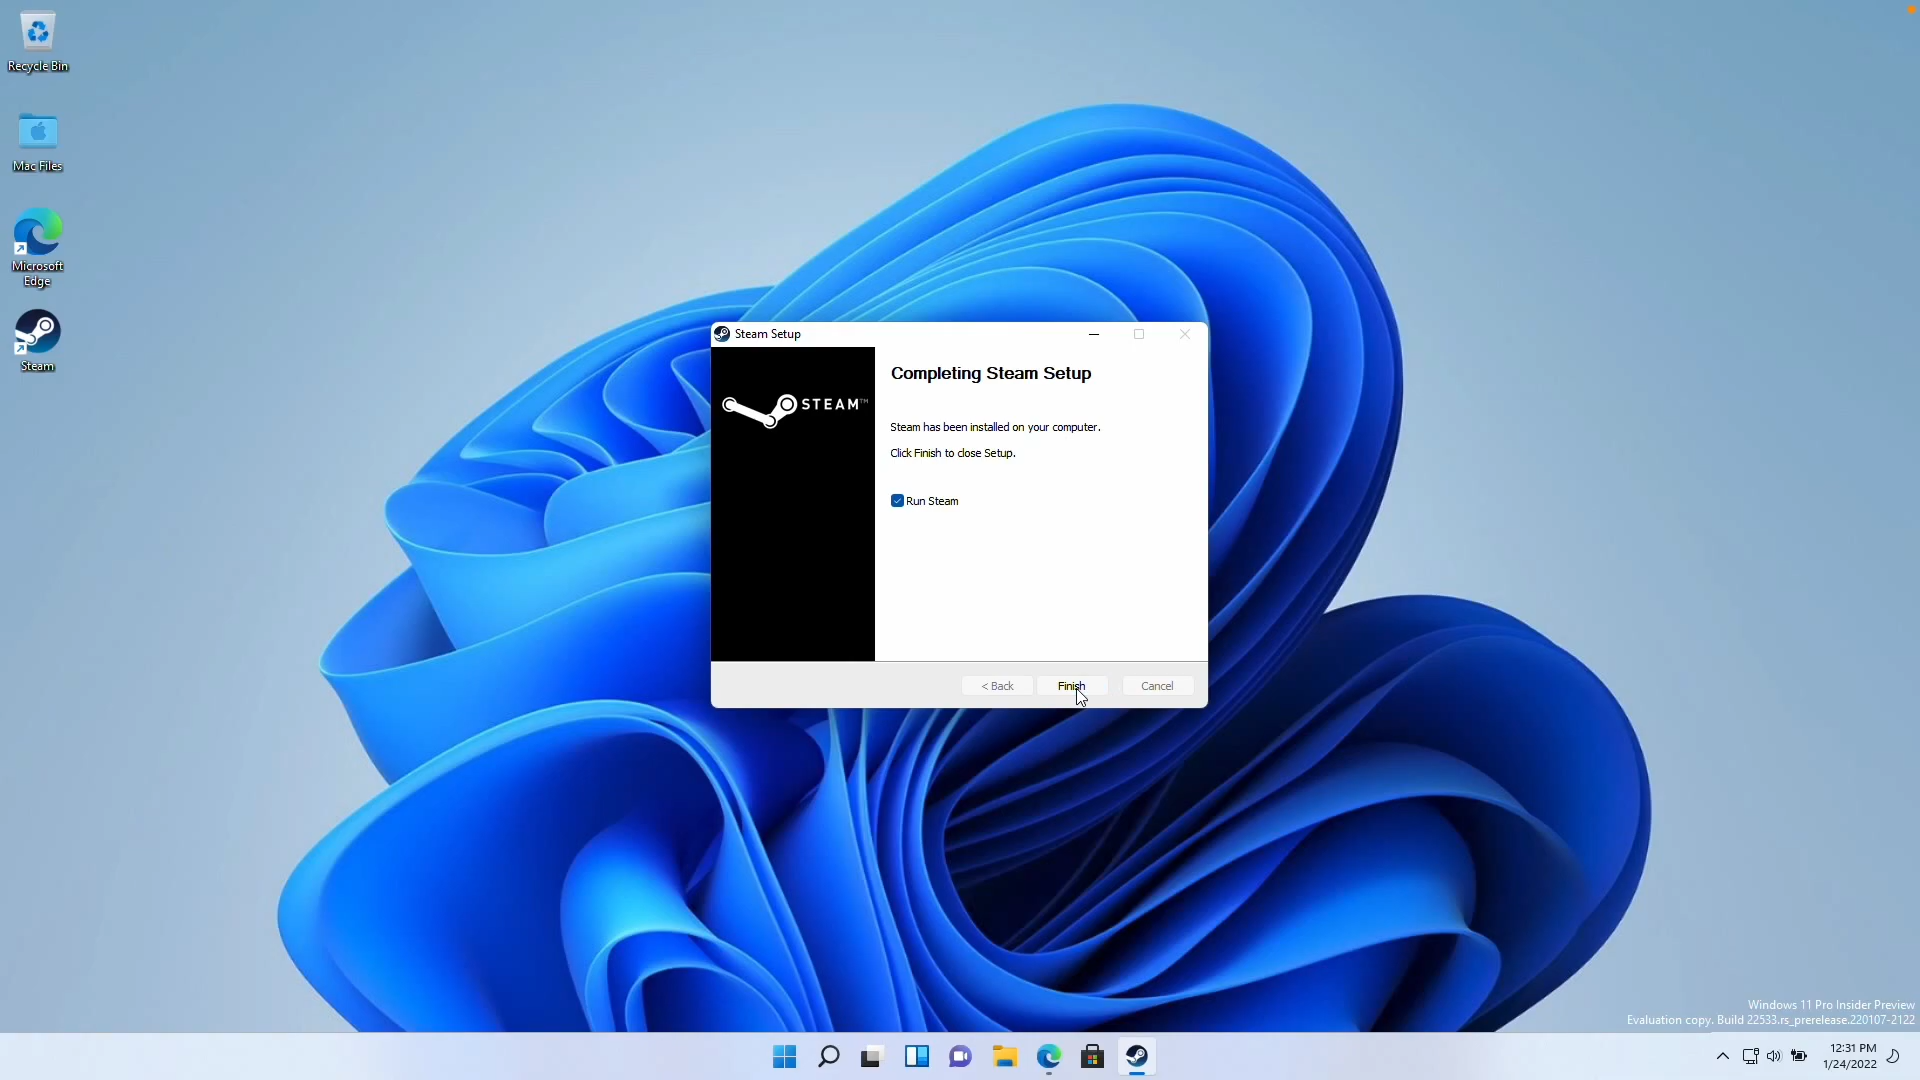 Recycle Bin
Mac Files
Microsoft
Edge
Steam
Steam Setup
STEAM™
Completing Steam Setup
Steam has been installed on your computer.
Click Finish to close Setup.
Run Steam
< Back
Finish
Cancel
Windows 11 Pro Insider Preview
Evaluation copy. Build 22533.rs_prerelease.220107-2122
12:31 PM
1/24/2022